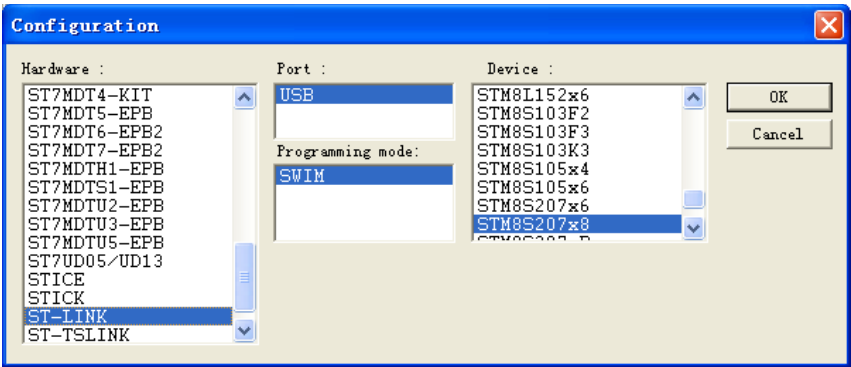 Configuration
Hardware :
ST7MDT4-KIT
ST7MDT5-EPB
ST7MDT6-EPB2
ST7MDT7-EPB2
ST7MDTH1-EPB
ST7MDTS1-EPB
ST7MDTU2-EPB
ST7MDTU3-EPB
ST7MDTU5-EPB
ST7UD05/UD13
STICE
STICK
ST-LINK
ST-TSLINK
Port :
USB
Programming mode:
SWIM
Device :
STM8L152x6
STM8S103F2
STM8S103F3
STM8S103K3
STM8S105x4
STM8S105x6
STM8S207x6
STM8S207x8
OK
Cancel